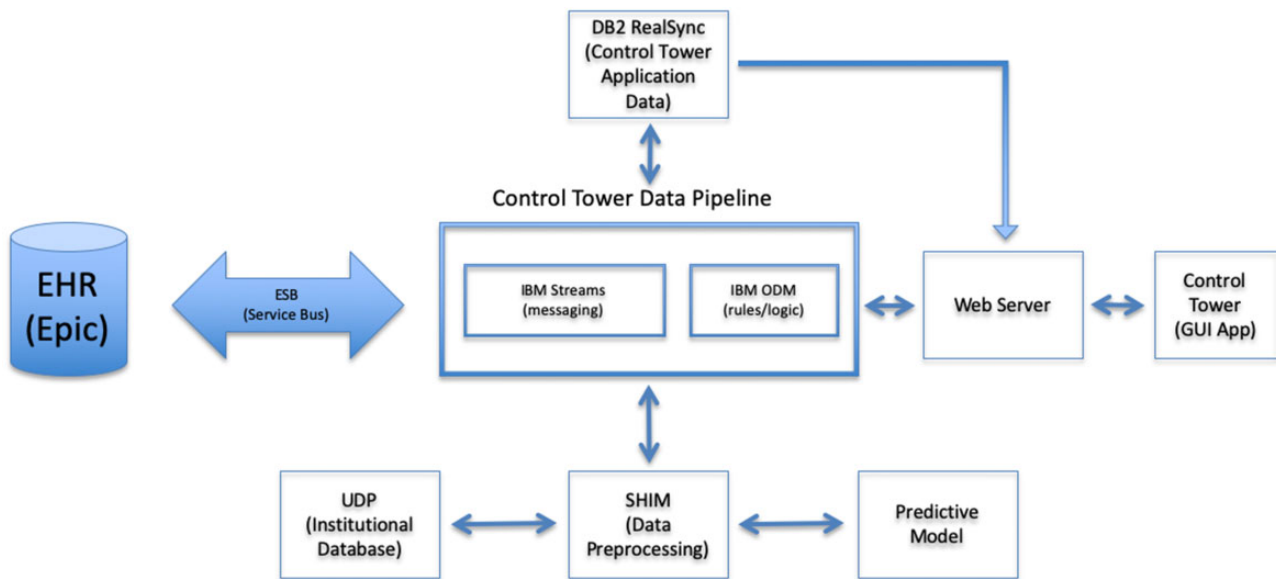 DB2 RealSync
(Control Tower
Application
Data)
Control Tower Data Pipeline
EHR
(Epic)
ESB
(Service Bus)
IBM Streams
(messaging)
IBM ODM
(rules/logic)
Web Server
Control
Tower
(GUI App)
UDP
(Institutional
Database)
SHIM
(Data
Preprocessing)
Predictive
Model